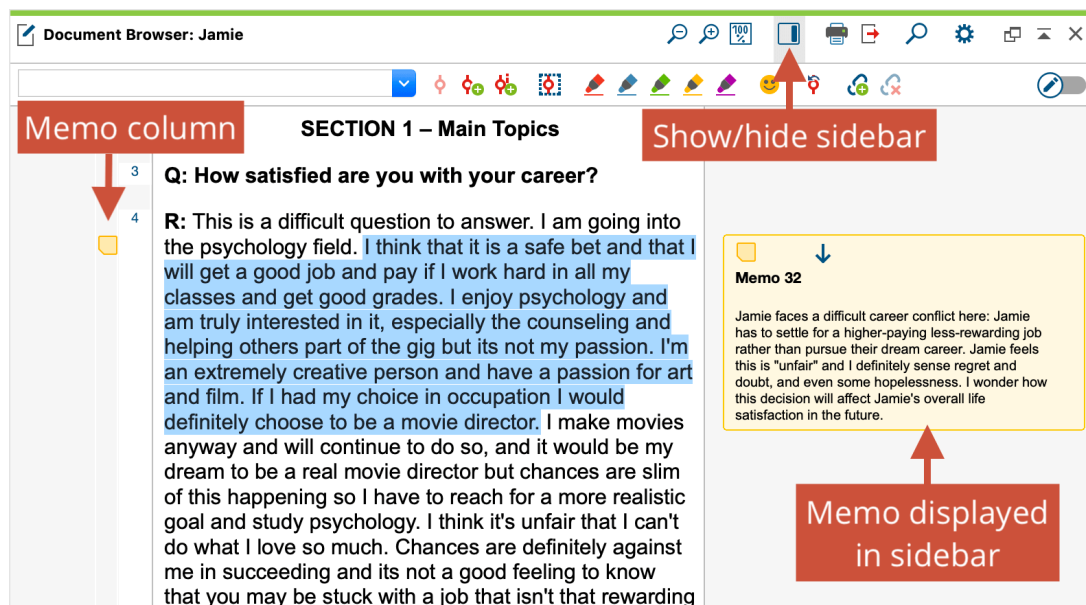 Document Browser: Jamie
100
%
Memo column
Show/hide sidebar
SECTION 1 – Main Topics
3
Q: How satisfied are you with your career?
4
R: This is a difficult question to answer. I am going into
the psychology field. I think that it is a safe bet and that I
will get a good job and pay if I work hard in all my
classes and get good grades. I enjoy psychology and
am truly interested in it, especially the counseling and
helping others part of the gig but its not my passion. I'm
an extremely creative person and have a passion for art
and film. If I had my choice in occupation I would
definitely choose to be a movie director. I make movies
anyway and will continue to do so, and it would be my
dream to be a real movie director but chances are slim
of this happening so I have to reach for a more realistic
goal and study psychology. I think it's unfair that I can't
do what I love so much. Chances are definitely against
me in succeeding and its not a good feeling to know
that you may be stuck with a job that isn't that rewarding
Memo 32
Jamie faces a difficult career conflict here: Jamie
has to settle for a higher-paying less-rewarding job
rather than pursue their dream career. Jamie feels
this is "unfair" and I definitely sense regret and
doubt, and even some hopelessness. I wonder how
this decision will affect Jamie's overall life
satisfaction in the future.
Memo displayed
in sidebar